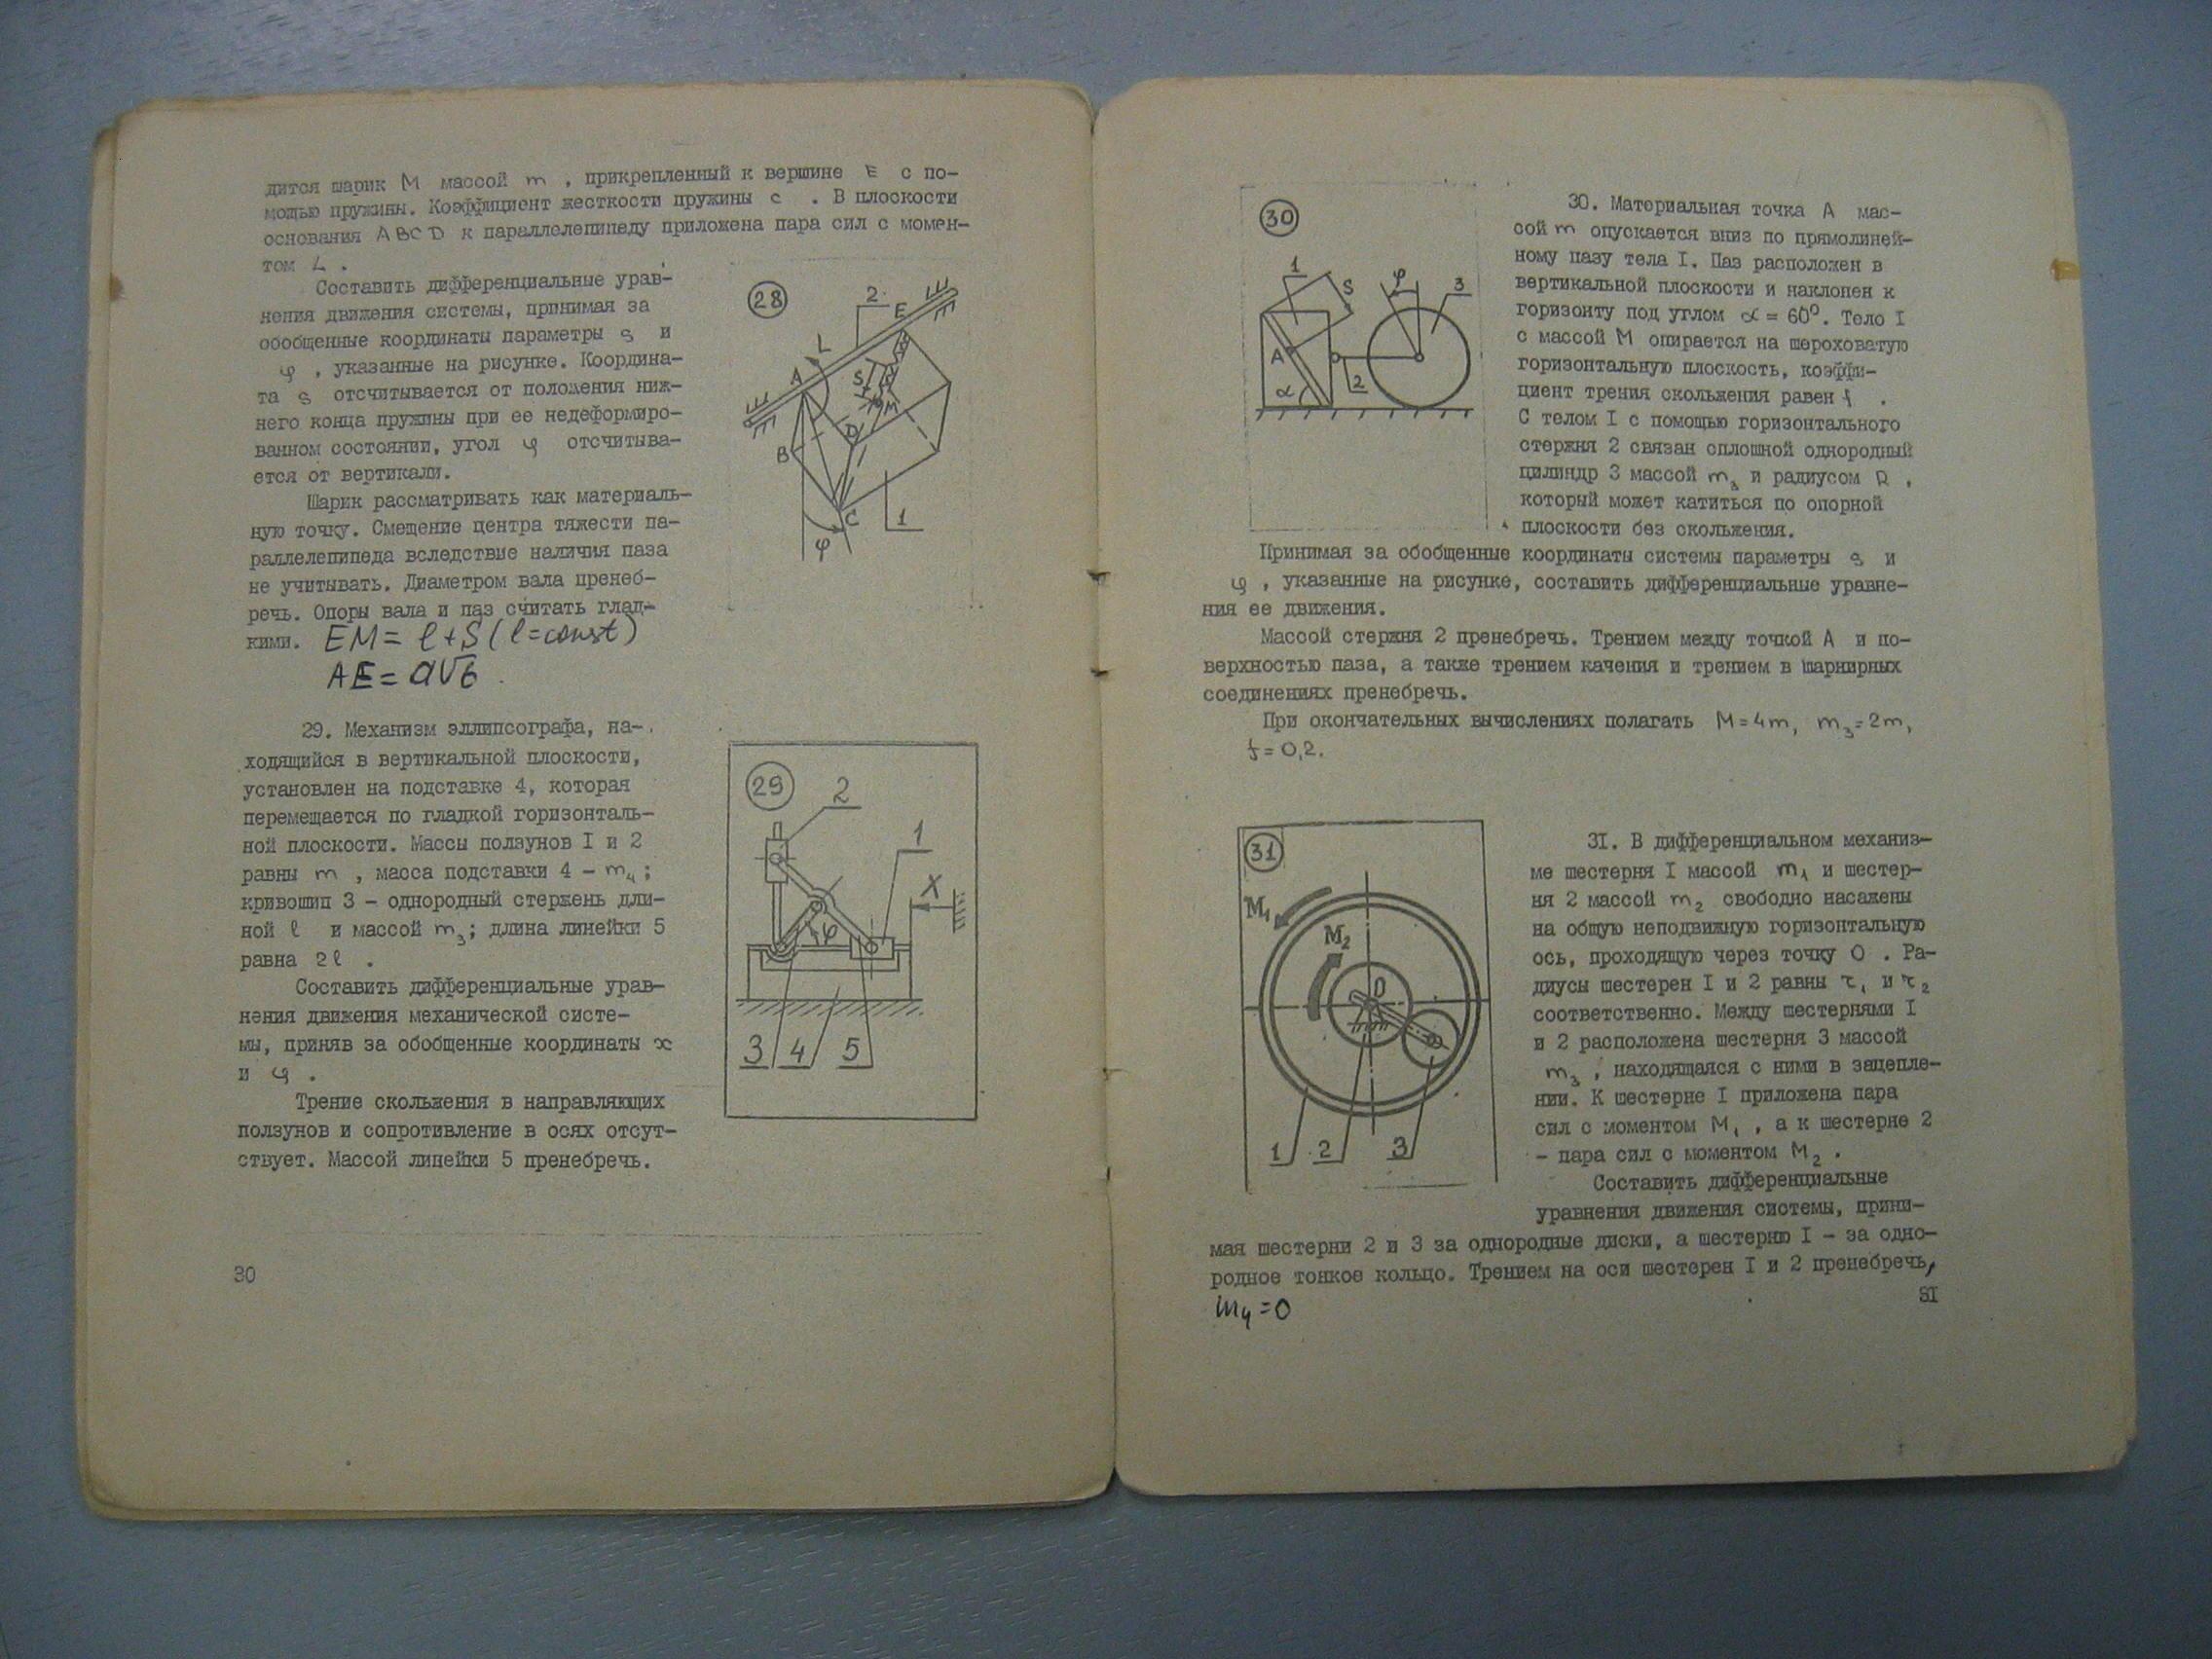 дится шарик M массой m , прикрепленный к вершине E с по-
мощью пружины. Коэффициент жесткости пружины c . В плоскости
основания ABCD к параллелепипеду приложена пара сил с момен-
том L .
Составить дифференциальные урав-
нения движения системы, принимая за
обобщенные координаты параметры s и
φ , указанные на рисунке. Координа-
та s отсчитывается от положения ниж-
него конца пружины при ее недеформиро-
ванном состоянии, угол φ отсчитыва-
ется от вертикали.
Шарик рассматривать как материаль-
ную точку. Смещение центра тяжести па-
раллелепипеда вследствие наличия паза
не учитывать. Диаметром вала пренеб-
речь. Опоры вала и паз считать глад-
кими. EM = l + S (l = const)
AE = a√6 .
28
2
E
L
A
S
M
D
B
C
1
φ
29. Механизм эллипсографа, на-
ходящийся в вертикальной плоскости,
установлен на подставке 4, которая
перемещается по гладкой горизонталь-
ной плоскости. Массы ползунов I и 2
равны m , масса подставки 4 – m₄ ;
кривошип 3 – однородный стержень дли-
ной l и массой m₃; длина линейки 5
равна 2l .
Составить дифференциальные урав-
нения движения механической систе-
мы, приняв за обобщенные координаты x
и φ .
Трение скольжения в направляющих
ползунов и сопротивление в осях отсут-
ствует. Массой линейки 5 пренебречь.
29
2
1
X
φ
3 4 5
30
30
1
S
φ
3
A
α
2
30. Материальная точка A мас-
сой m опускается вниз по прямолиней-
ному пазу тела I. Паз расположен в
вертикальной плоскости и наклонен к
горизонту под углом α = 60°. Тело I
с массой M опирается на шероховатую
горизонтальную плоскость, коэффи-
циент трения скольжения равен f .
С телом I с помощью горизонтального
стержня 2 связан сплошной однородный
цилиндр 3 массой m₃ и радиусом R ,
который может катиться по опорной
плоскости без скольжения.
Принимая за обобщенные координаты системы параметры s и
φ , указанные на рисунке, составить дифференциальные уравне-
ния ее движения.
Массой стержня 2 пренебречь. Трением между точкой A и по-
верхностью паза, а также трением качения и трением в шарнирных
соединениях пренебречь.
При окончательных вычислениях полагать M = 4m, m₃ = 2m,
f = 0,2.
31
M₁
M₂
O
1 2 3
3I. В дифференциальном механиз-
ме шестерня I массой m₁ и шестер-
ня 2 массой m₂ свободно насажены
на общую неподвижную горизонтальную
ось, проходящую через точку O . Ра-
диусы шестерен I и 2 равны r₁ и r₂
соответственно. Между шестернями I
и 2 расположена шестерня 3 массой
m₃ , находящаяся с ними в зацепле-
нии. К шестерне I приложена пара
сил с моментом M₁ , а к шестерне 2
– пара сил с моментом M₂ .
Составить дифференциальные
уравнения движения системы, прини-
мая шестерни 2 и 3 за однородные диски, а шестерню I – за одно-
родное тонкое кольцо. Трением на оси шестерен I и 2 пренебречь,
m₄ = 0
3I